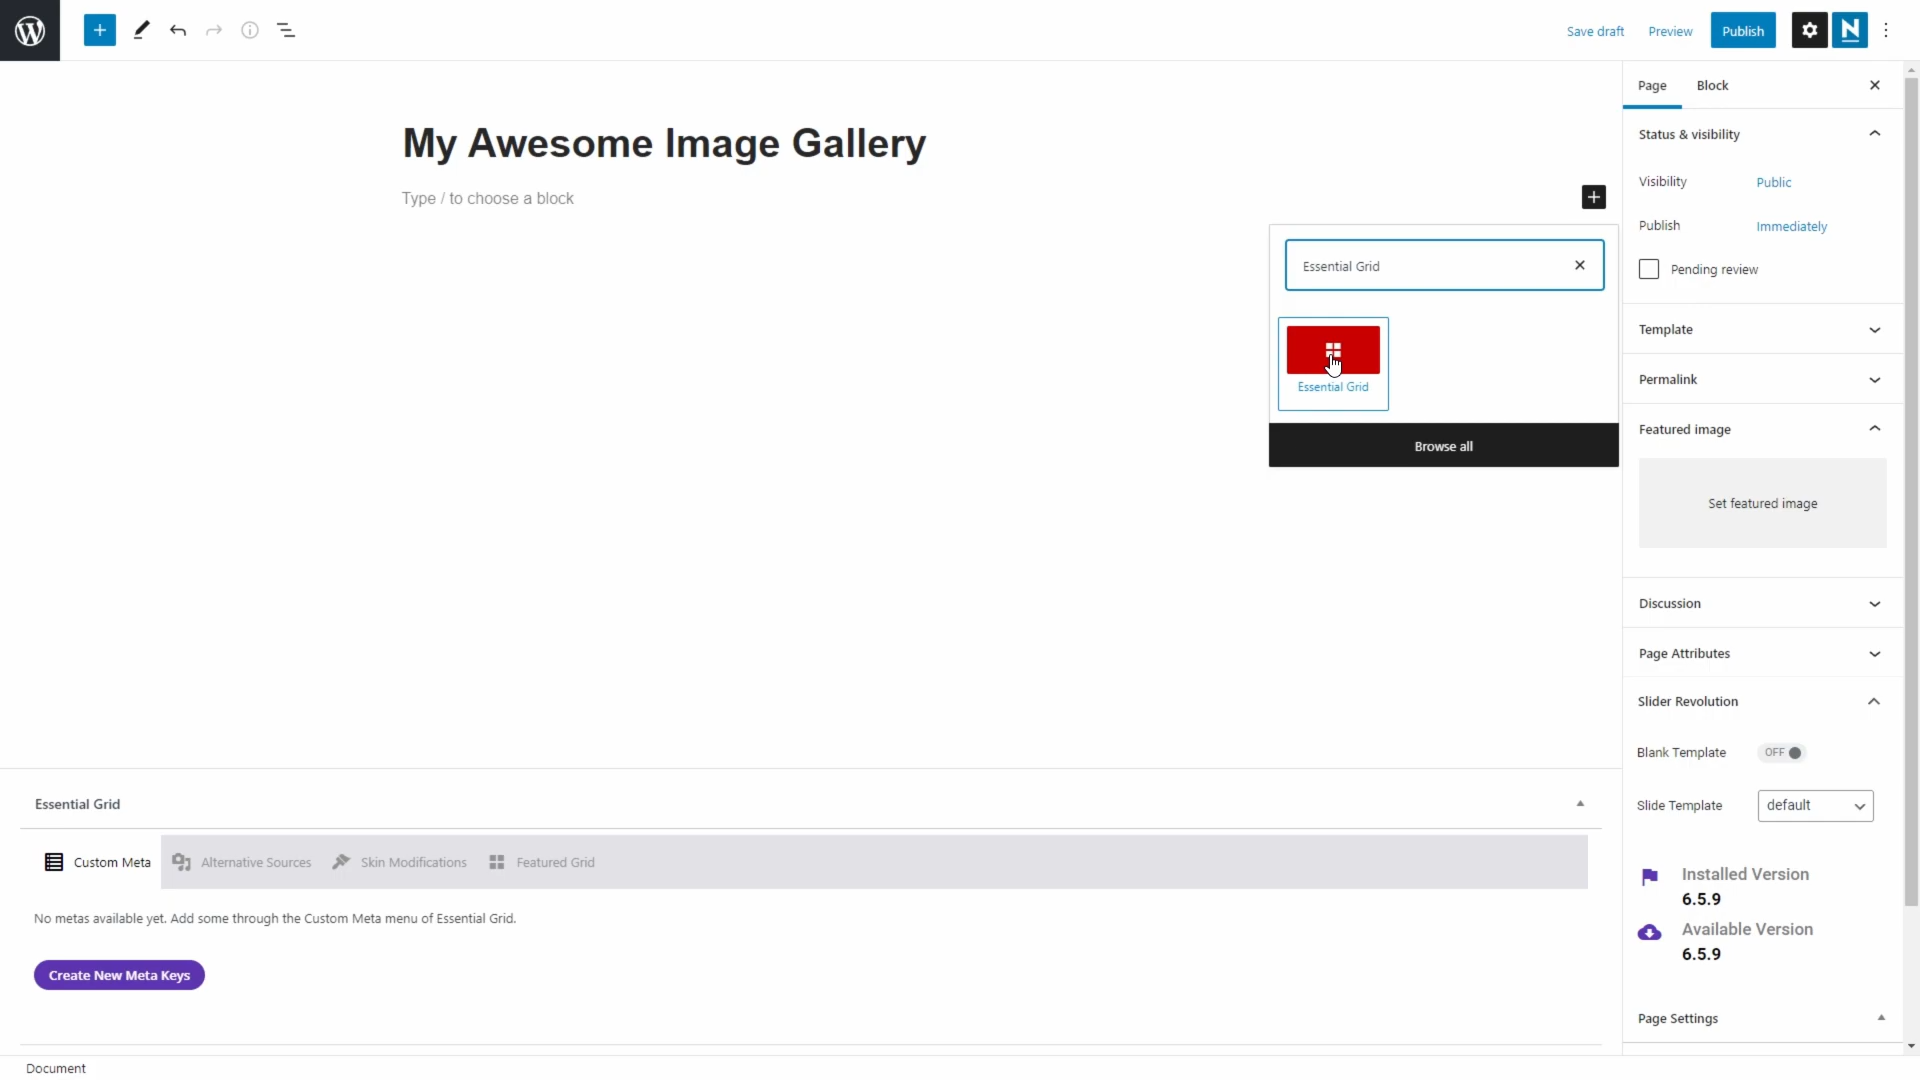 Save draft
Preview
Publish
My Awesome Image Gallery
Type / to choose a block
Essential Grid
Essential Grid
Browse all
Page
Block
Status & visibility
Visibility
Public
Publish
Immediately
Pending review
Template
Permalink
Featured image
Set featured image
Discussion
Page Attributes
Slider Revolution
Blank Template
OFF
Slide Template
default
Installed Version
6.5.9
Available Version
6.5.9
Page Settings
Essential Grid
Custom Meta
Alternative Sources
Skin Modifications
Featured Grid
No metas available yet. Add some through the Custom Meta menu of Essential Grid.
Create New Meta Keys
Document